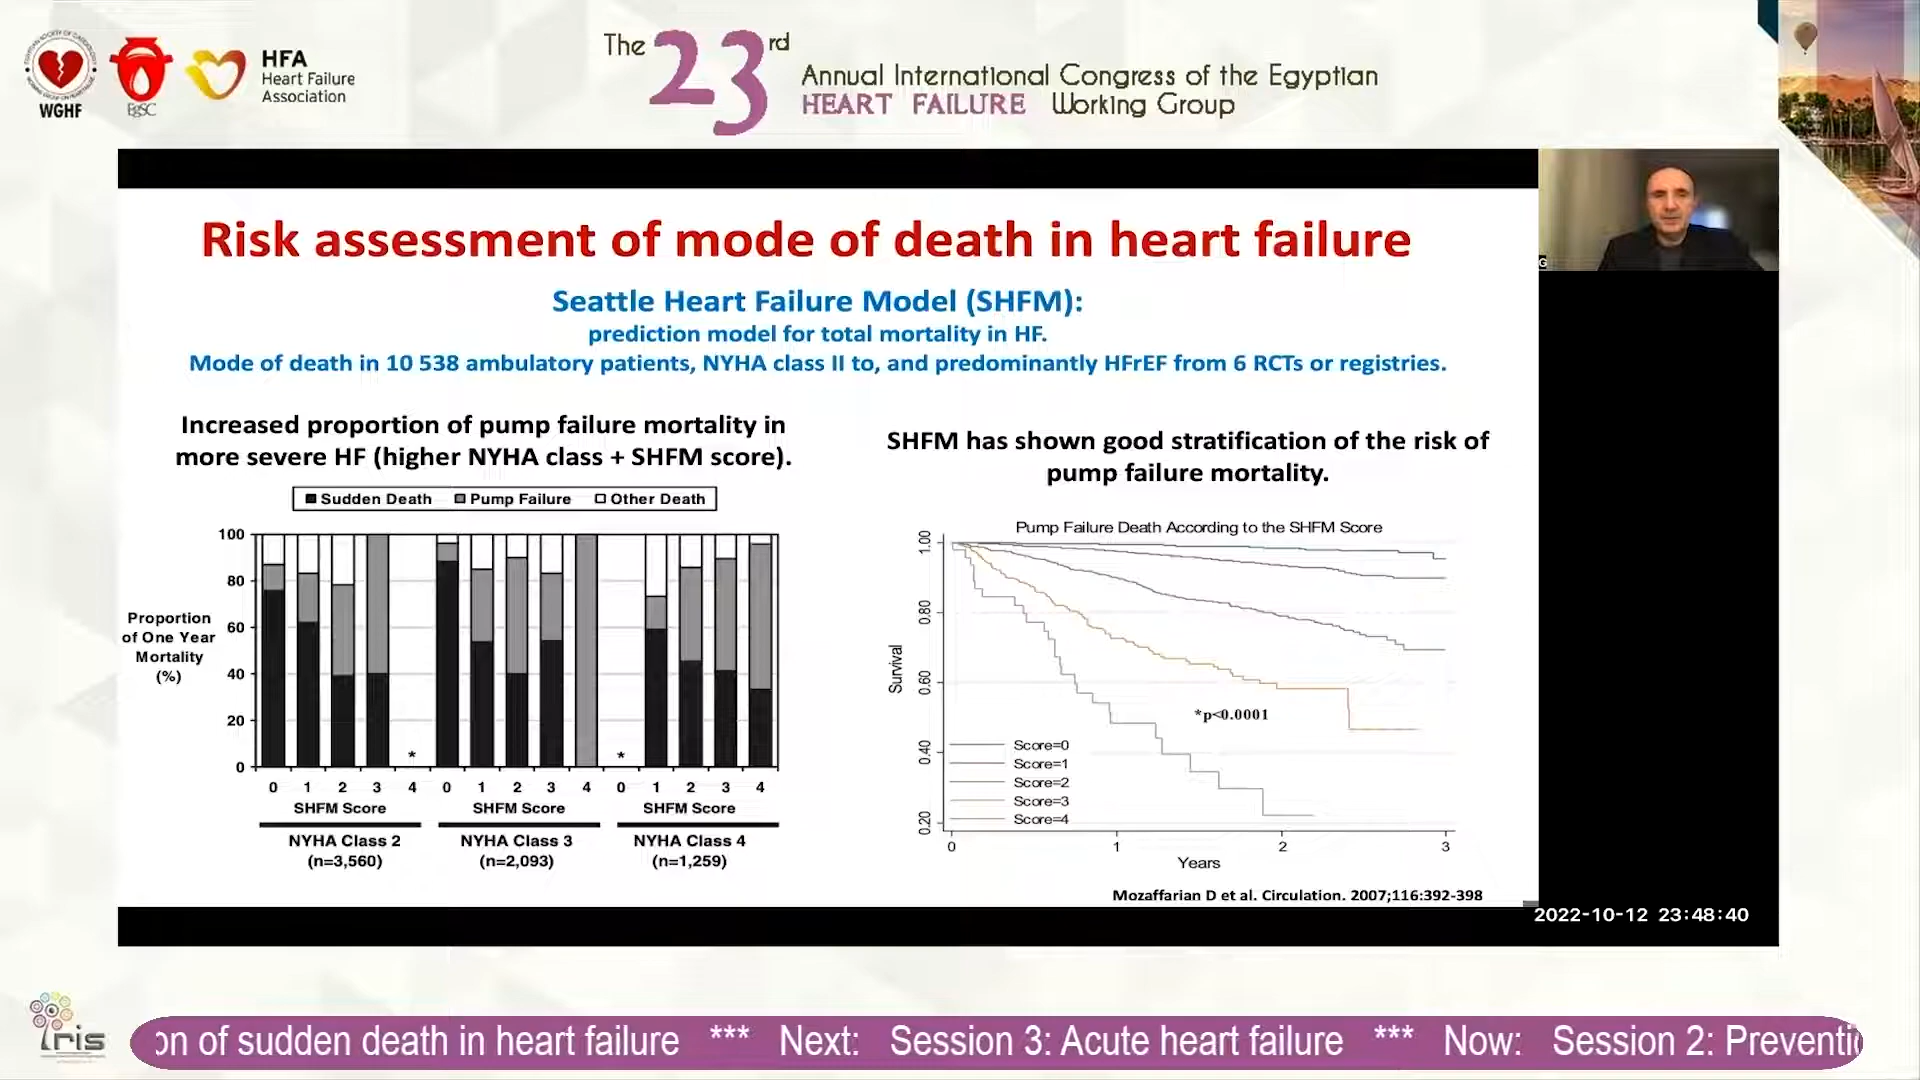 WGHF
EgSC
HFA
Heart Failure
Association
The 23rd
Annual International Congress of the Egyptian
HEART FAILURE Working Group
Risk assessment of mode of death in heart failure
Seattle Heart Failure Model (SHFM):
prediction model for total mortality in HF.
Mode of death in 10 538 ambulatory patients, NYHA class II to, and predominantly HFrEF from 6 RCTs or registries.
Increased proportion of pump failure mortality in
more severe HF (higher NYHA class + SHFM score).
Sudden Death Pump Failure Other Death
100
80
60
40
20
0
Proportion
of One Year
Mortality
(%)
* *
0 1 2 3 4 0 1 2 3 4 0 1 2 3 4
SHFM Score SHFM Score SHFM Score
NYHA Class 2 NYHA Class 3 NYHA Class 4
(n=3,560) (n=2,093) (n=1,259)
SHFM has shown good stratification of the risk of
pump failure mortality.
Pump Failure Death According to the SHFM Score
1.00
0.80
0.60
0.40
0.20
Survival
*p<0.0001
Score=0
Score=1
Score=2
Score=3
Score=4
0 1 2 3
Years
Mozaffarian D et al. Circulation. 2007;116:392-398
G
2022-10-12 23:48:40
Iris
on of sudden death in heart failure *** Next: Session 3: Acute heart failure *** Now: Session 2: Preventi